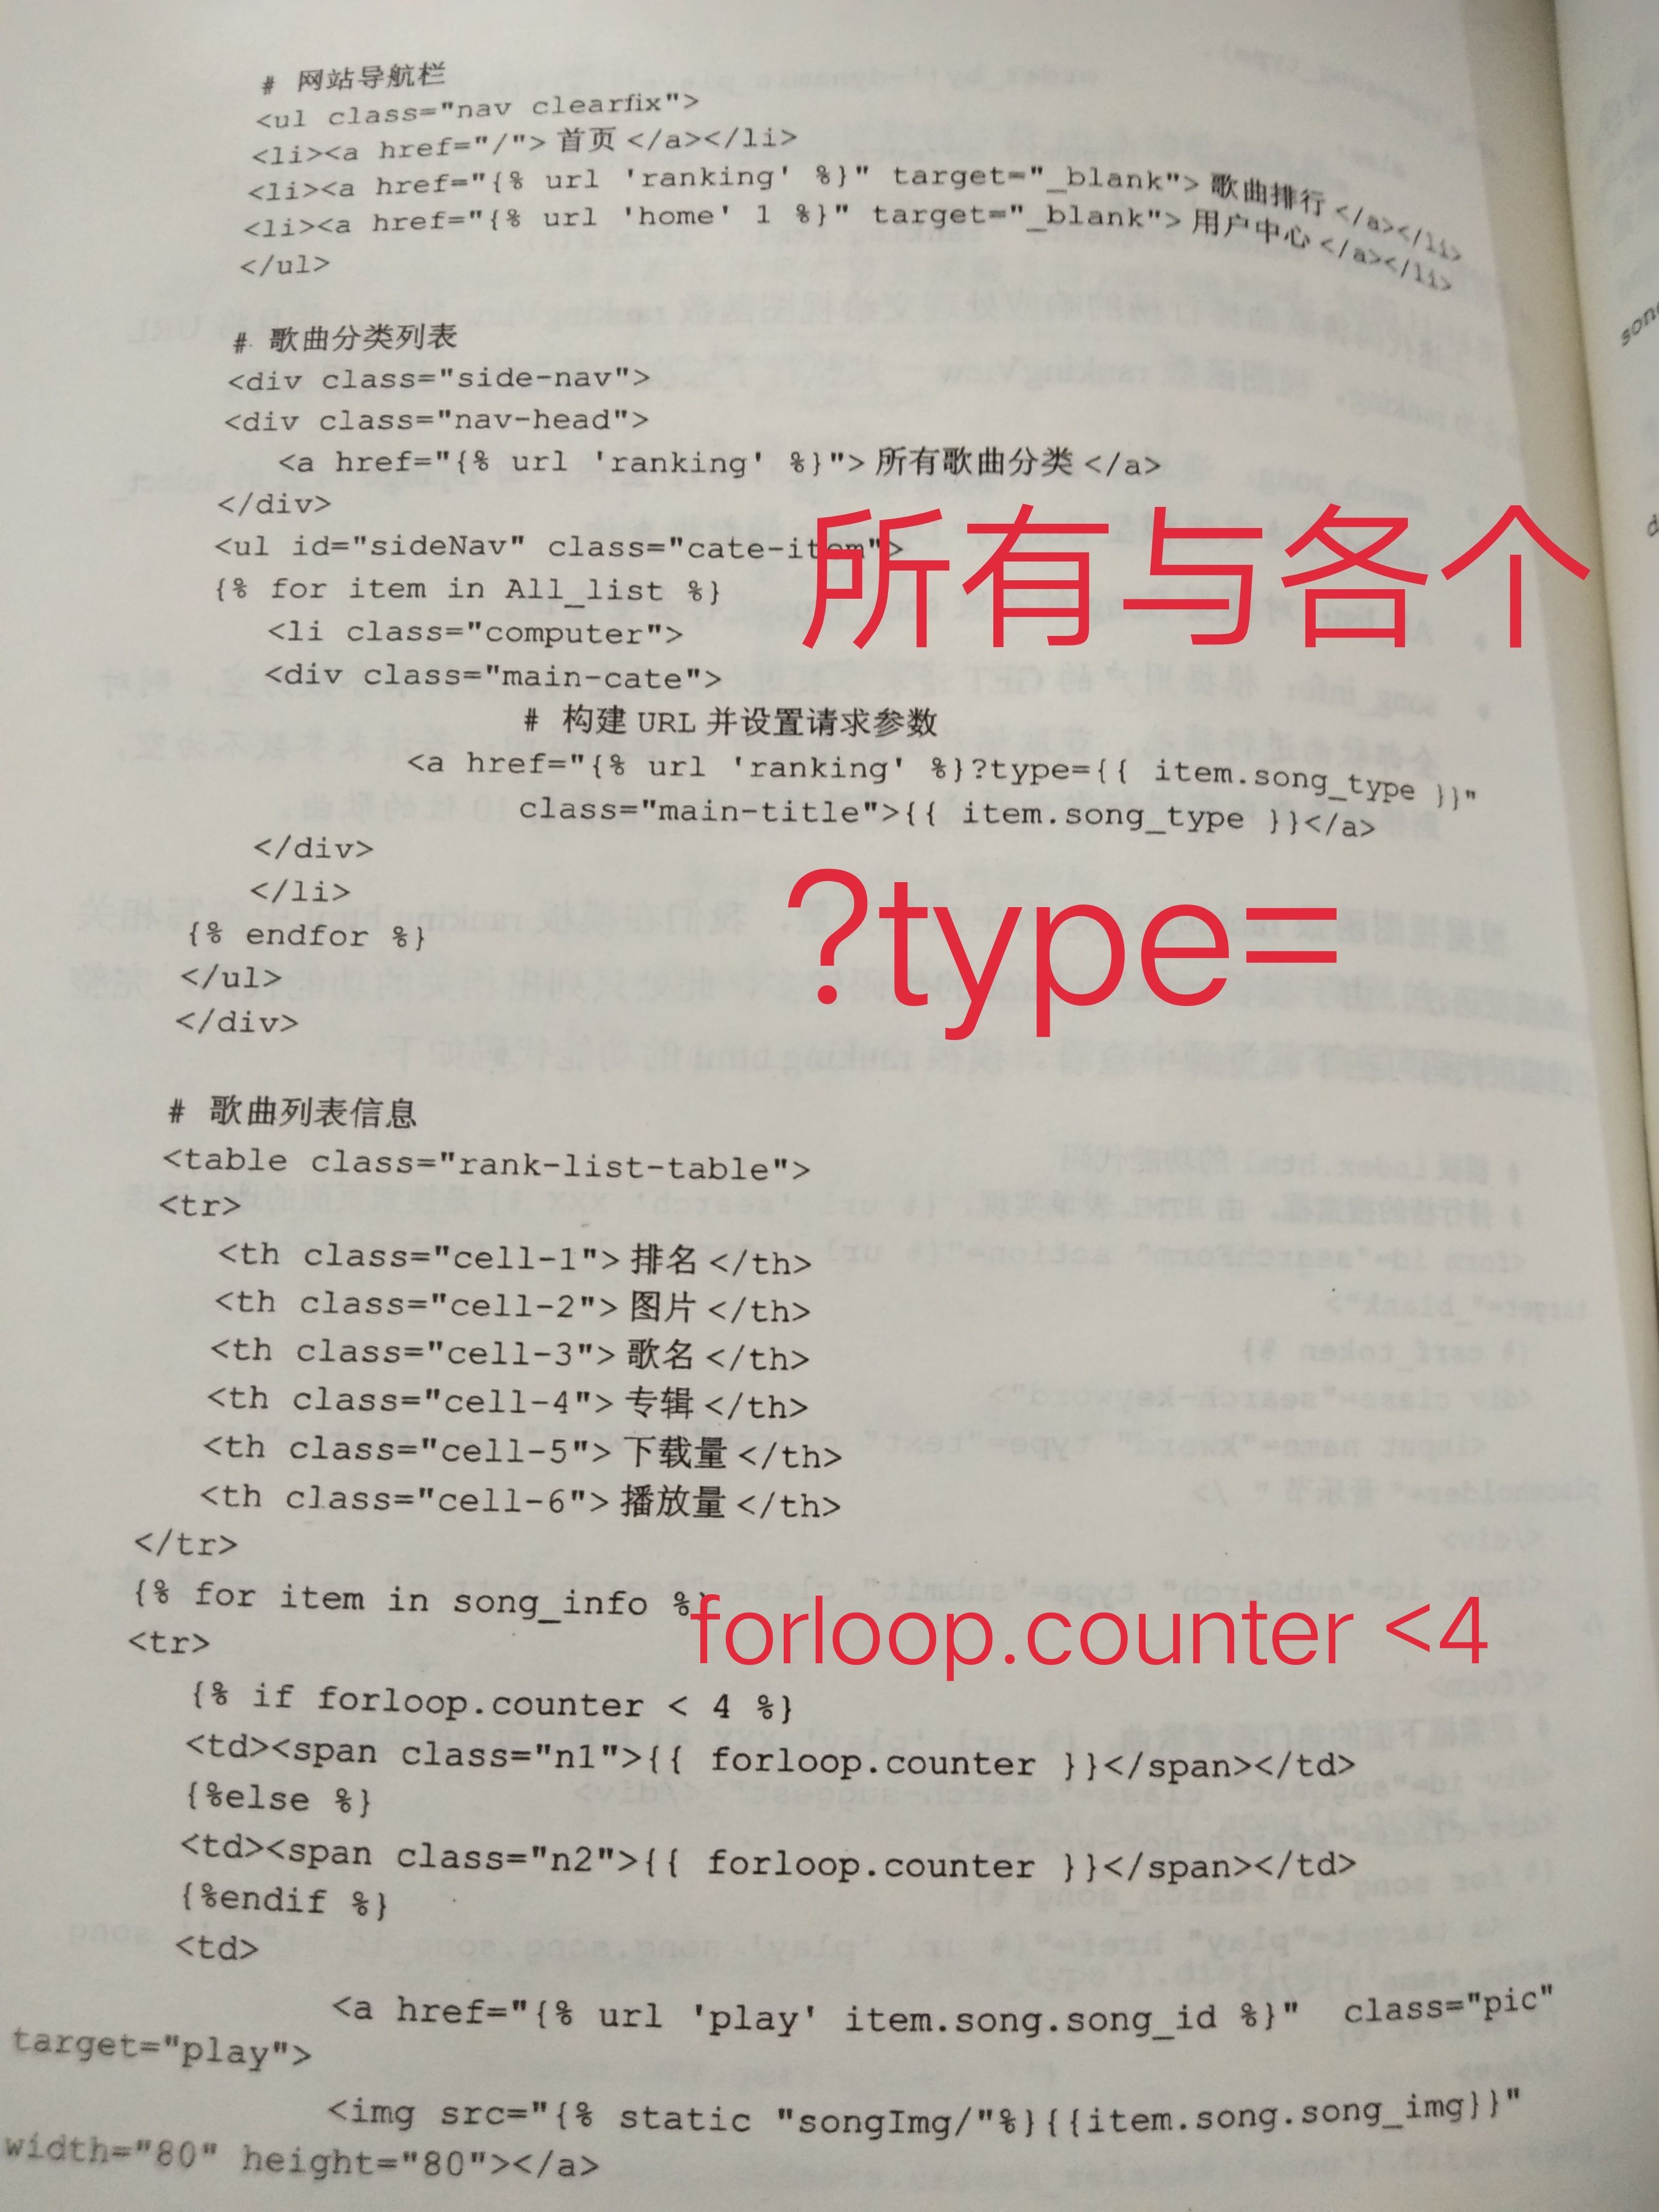 # 网站导航栏
<ul class="nav clearfix">
<li><a href="/">首页</a></li>
<li><a href="{% url 'ranking' %}" target="_blank">歌曲排行</a></li>
<li><a href="{% url 'home' 1 %}" target="_blank">用户中心</a></li>
</ul>
# 歌曲分类列表
<div class="side-nav">
<div class="nav-head">
<a href="{% url 'ranking' %}">所有歌曲分类</a>
</div>
<ul id="sideNav" class="cate-item">
所有与各个
{% for item in All_list %}
<li class="computer">
<div class="main-cate">
# 构建 URL 并设置请求参数
<a href="{% url 'ranking' %}?type={{ item.song_type }}"
class="main-title">{{ item.song_type }}</a>
</div>
</li>
?type=
{% endfor %}
</ul>
</div>
# 歌曲列表信息
<table class="rank-list-table">
<tr>
<th class="cell-1">排名</th>
<th class="cell-2">图片</th>
<th class="cell-3">歌名</th>
<th class="cell-4">专辑</th>
<th class="cell-5">下载量</th>
<th class="cell-6">播放量</th>
</tr>
{% for item in song_info %}
forloop.counter <4
<tr>
{% if forloop.counter < 4 %}
<td><span class="n1">{{ forloop.counter }}</span></td>
{%else %}
<td><span class="n2">{{ forloop.counter }}</span></td>
{%endif %}
<td>
<a href="{% url 'play' item.song.song_id %}" class="pic"
target="play">
<img src="{% static "songImg/"%}{{item.song.song_img}}"
width="80" height="80"></a>